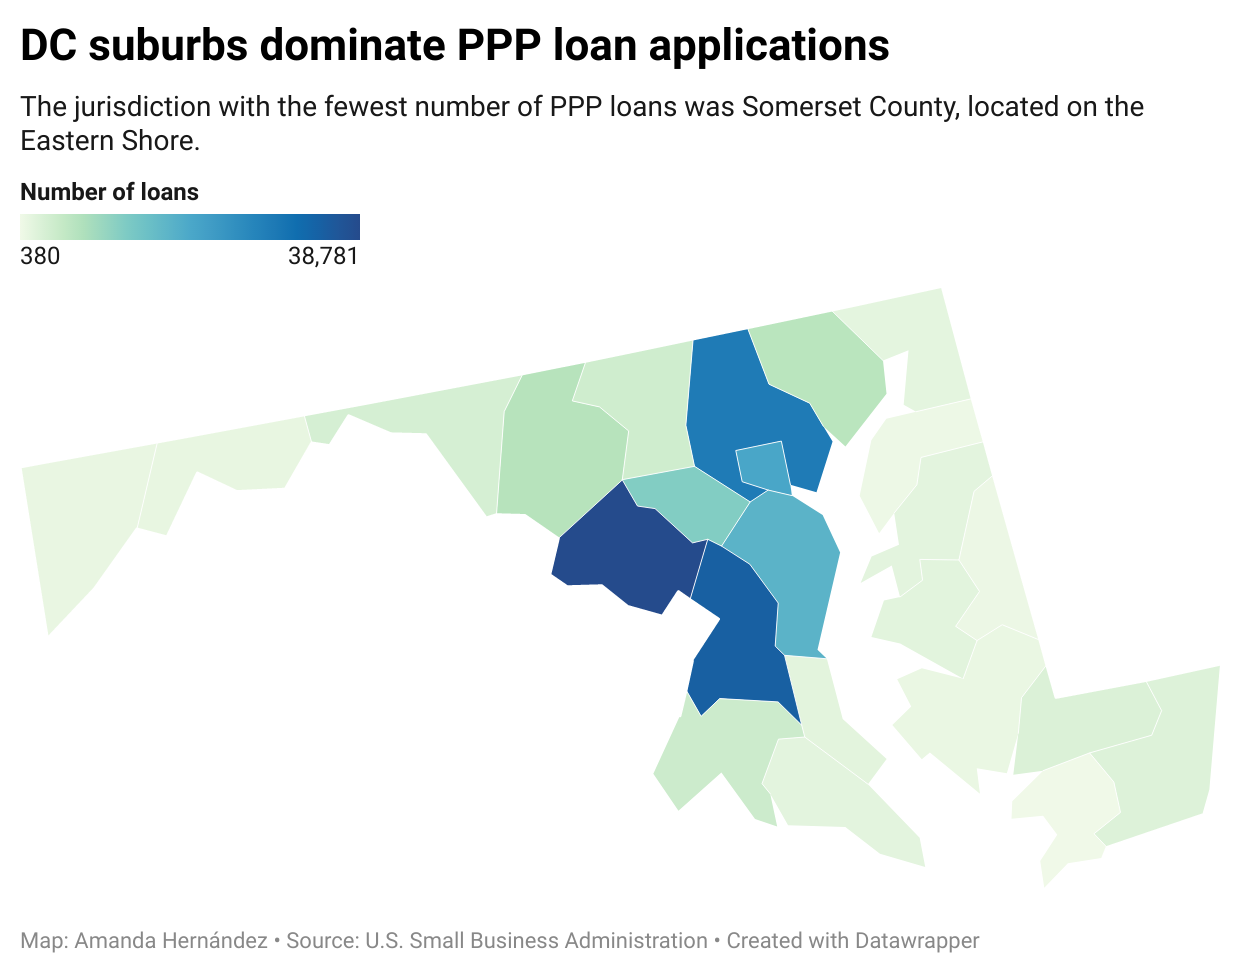 DC suburbs dominate PPP loan applications
The jurisdiction with the fewest number of PPP loans was Somerset County, located on the
Eastern Shore.
Number of loans
380
38,781
Map: Amanda Hernández • Source: U.S. Small Business Administration • Created with Datawrapper